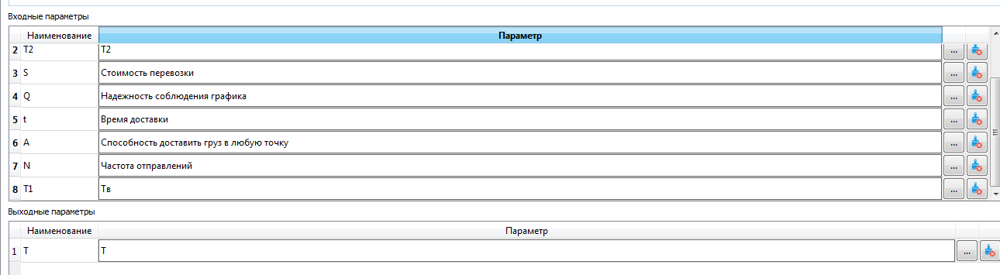 Входные параметры
Наименование Параметр
2 T2 T2 ...
3 S Стоимость перевозки ...
4 Q Надежность соблюдения графика ...
5 t Время доставки ...
6 A Способность доставить груз в любую точку ...
7 N Частота отправлений ...
8 T1 Тв ...
Выходные параметры
Наименование Параметр
1 T T ...